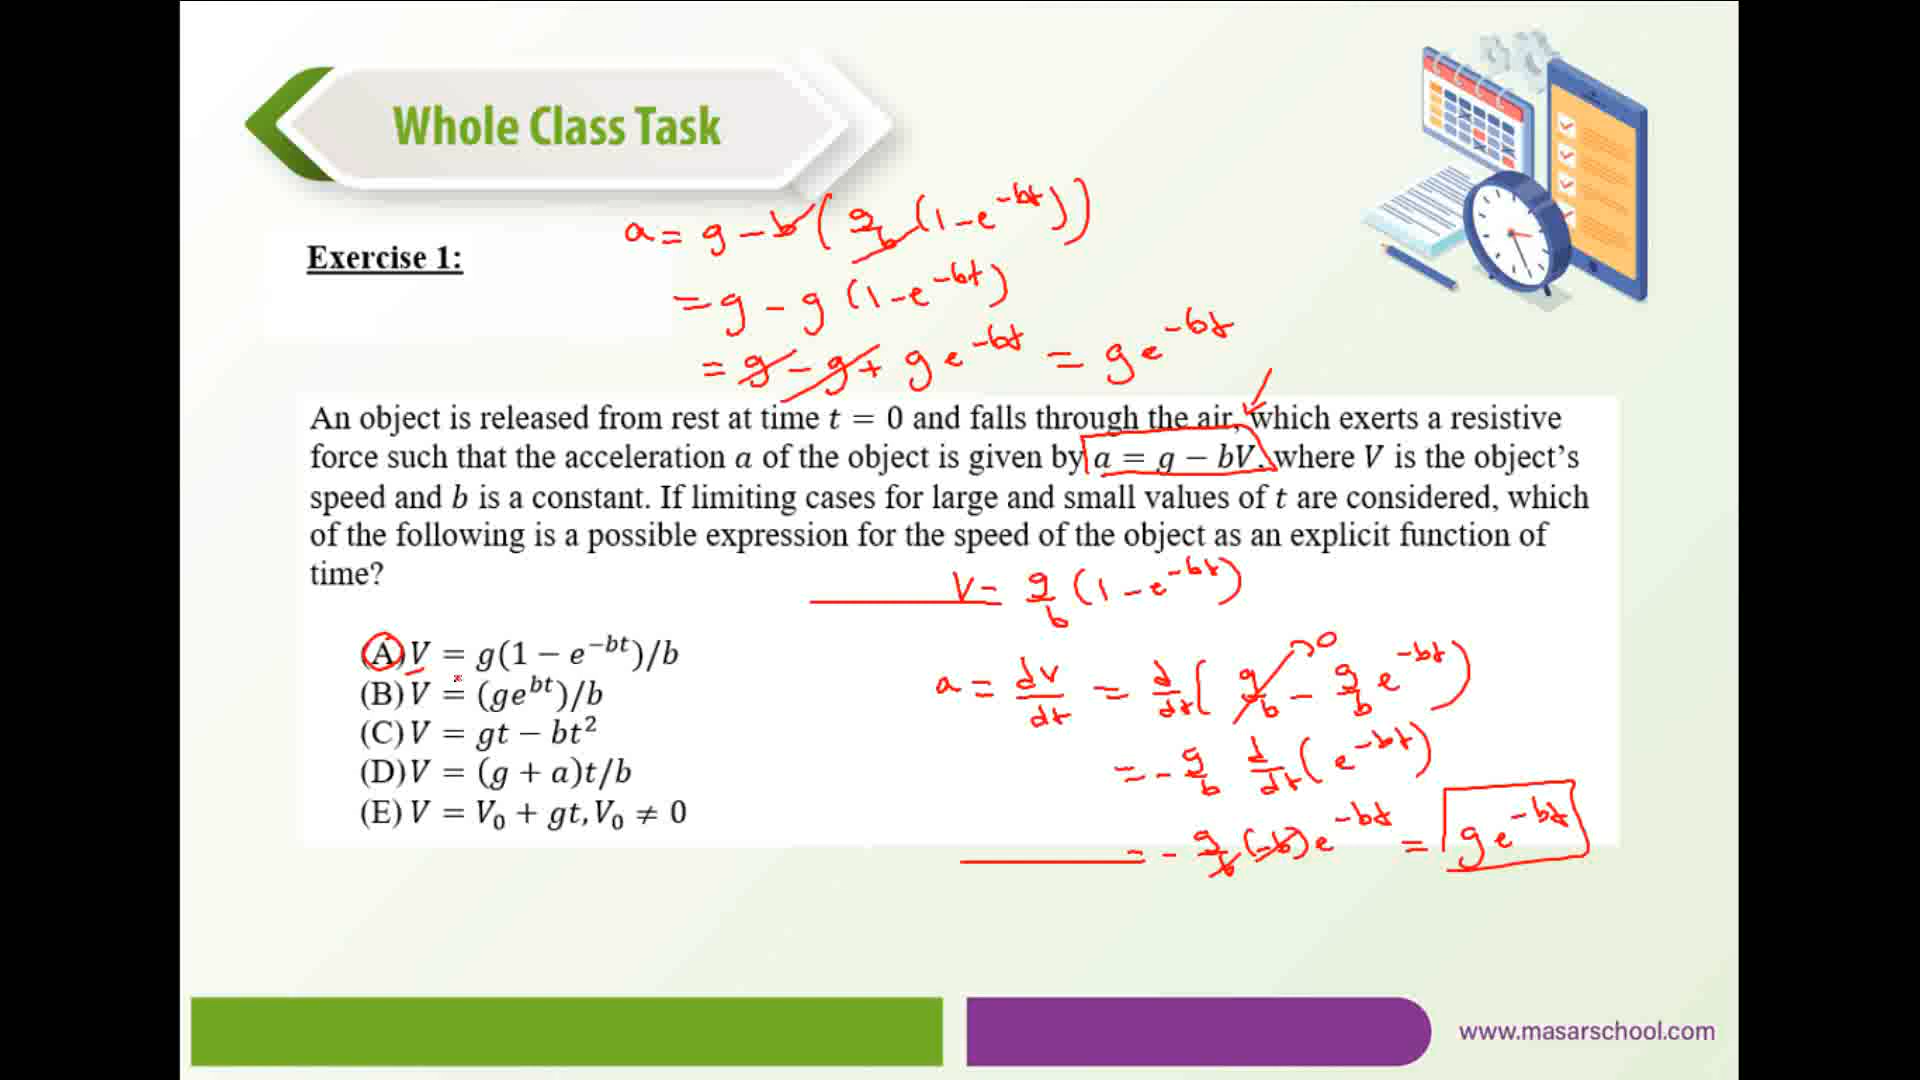 Whole Class Task
a = g - b ( g/b (1 - e^-bt) )
Exercise 1:
= g - g (1 - e^-bt)
= g - g + g e^-bt = g e^-bt
An object is released from rest at time t = 0 and falls through the air, which exerts a resistive
force such that the acceleration a of the object is given by a = g − bV, where V is the object's
speed and b is a constant. If limiting cases for large and small values of t are considered, which
of the following is a possible expression for the speed of the object as an explicit function of
time?
V = g/b (1 - e^-bt)
(A) V = g(1 − e^−bt)/b
(B) V = (ge^bt)/b
(C) V = gt − bt²
(D) V = (g + a)t/b
(E) V = V₀ + gt, V₀ ≠ 0
a = dv/dt = d/dt ( g/b - g/b e^-bt ) 0
= - g/b d/dt ( e^-bt )
= - g/b (-b) e^-bt = g e^-bt
www.masarschool.com